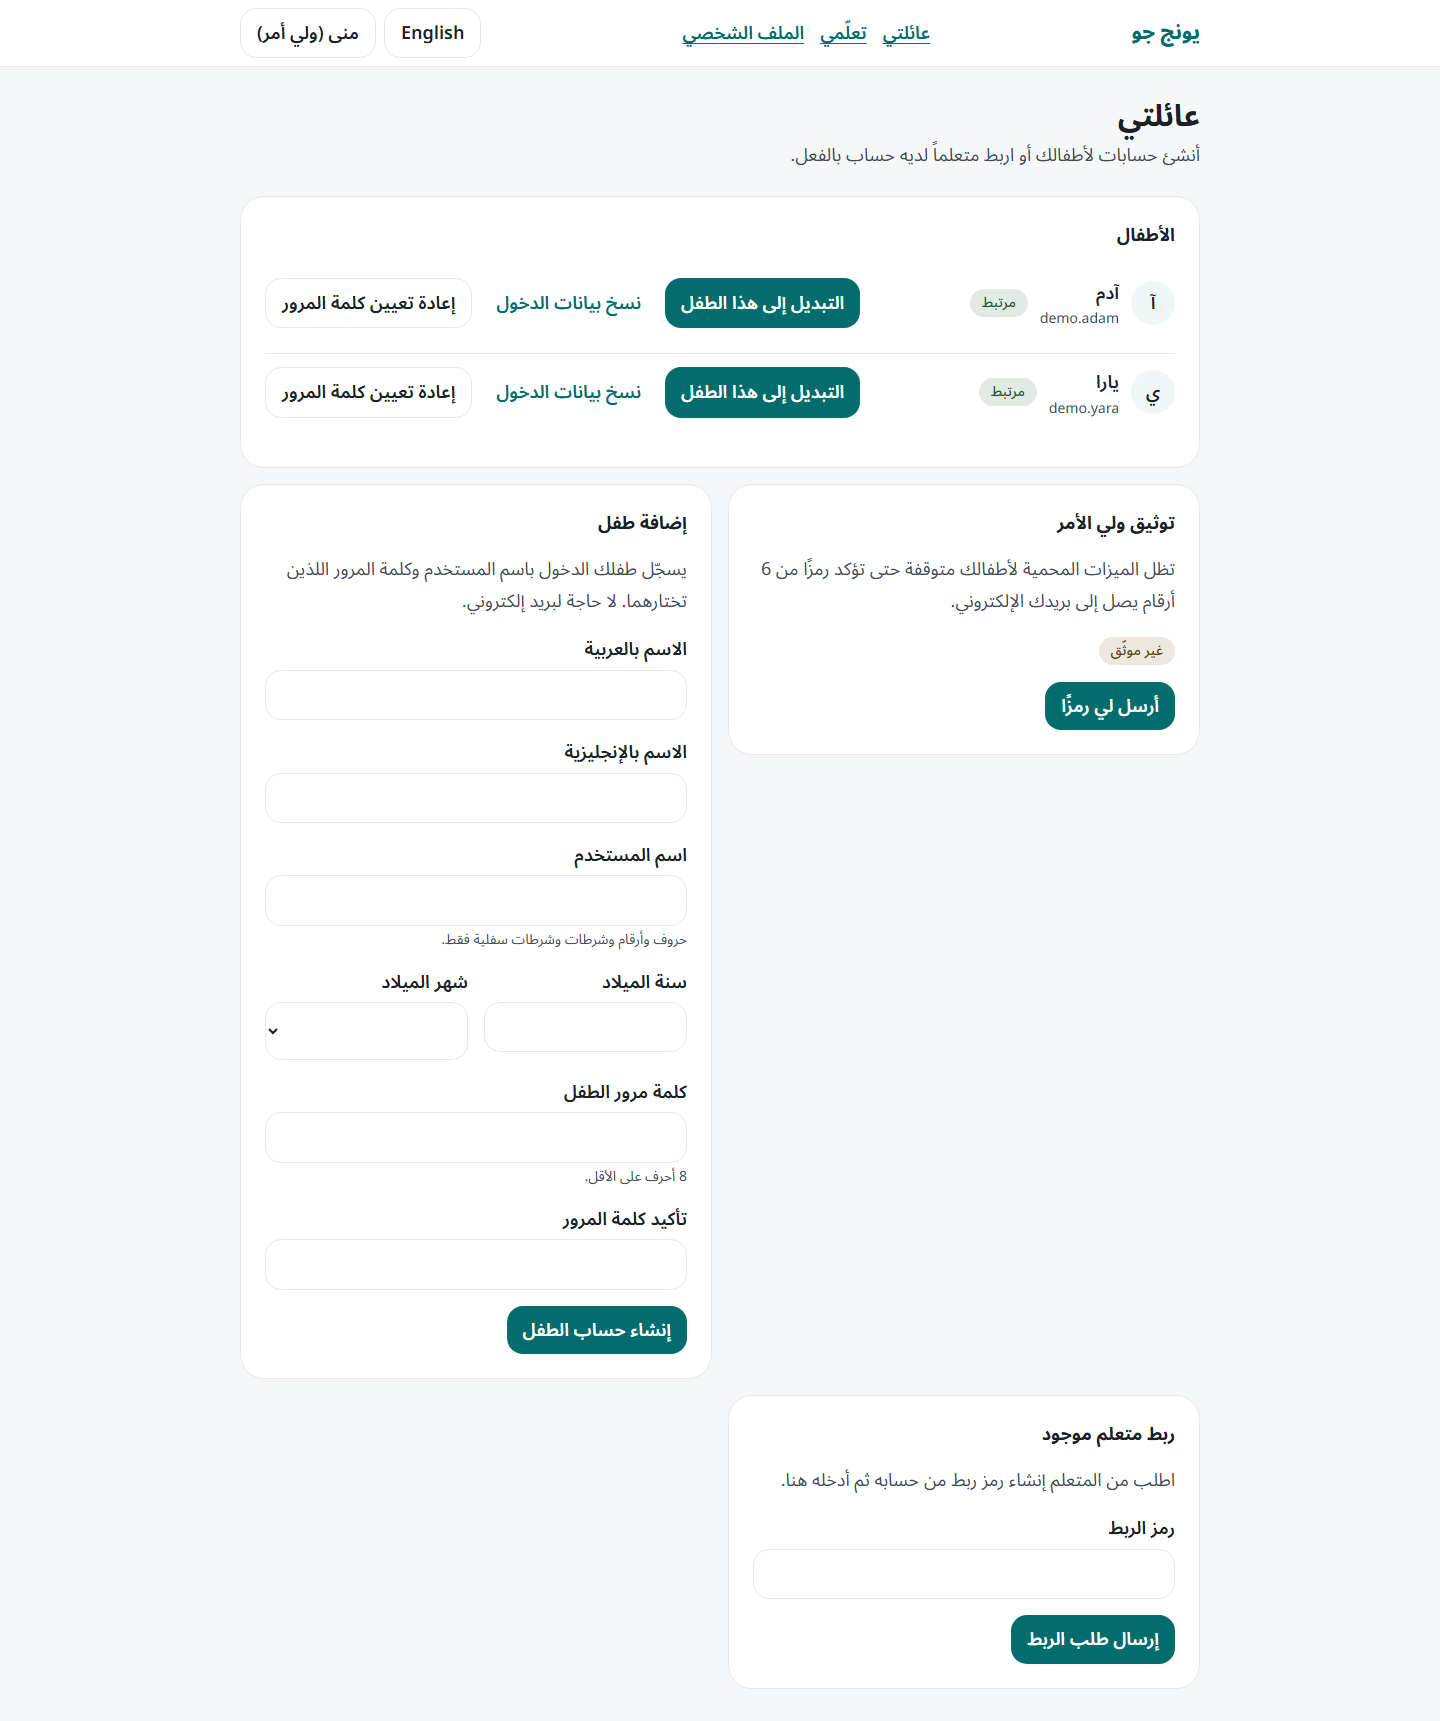 يونج جو
عائلتي تعلّمي الملف الشخصي
English
منى (ولي أمر)
عائلتي
أنشئ حسابات لأطفالك أو اربط متعلماً لديه حساب بالفعل.
الأطفال
آ
آدم
demo.adam
مرتبط
التبديل إلى هذا الطفل
نسخ بيانات الدخول
إعادة تعيين كلمة المرور
ي
يارا
demo.yara
مرتبط
التبديل إلى هذا الطفل
نسخ بيانات الدخول
إعادة تعيين كلمة المرور
توثيق ولي الأمر
تظل الميزات المحمية لأطفالك متوقفة حتى تؤكد رمزًا من 6
أرقام يصل إلى بريدك الإلكتروني.
غير موثّق
أرسل لي رمزًا
إضافة طفل
يسجّل طفلك الدخول باسم المستخدم وكلمة المرور اللذين
تختارهما. لا حاجة لبريد إلكتروني.
الاسم بالعربية
الاسم بالإنجليزية
اسم المستخدم
حروف وأرقام وشرطات وشرطات سفلية فقط.
سنة الميلاد
شهر الميلاد
كلمة مرور الطفل
8 أحرف على الأقل.
تأكيد كلمة المرور
إنشاء حساب الطفل
ربط متعلم موجود
اطلب من المتعلم إنشاء رمز ربط من حسابه ثم أدخله هنا.
رمز الربط
إرسال طلب الربط